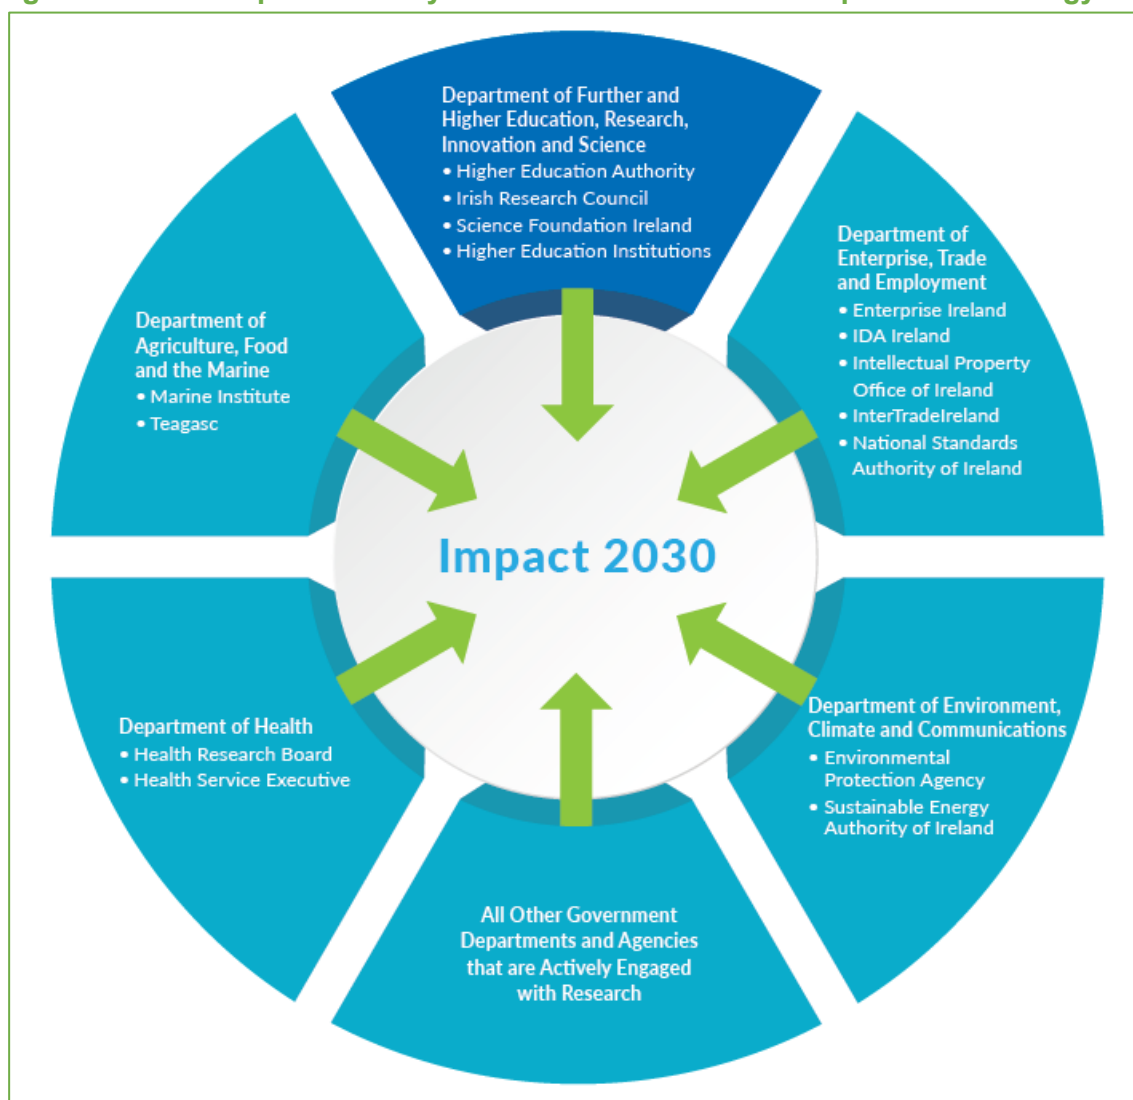 Department of Further and
Higher Education, Research,
Innovation and Science
• Higher Education Authority
• Irish Research Council
• Science Foundation Ireland
• Higher Education Institutions
Department of
Enterprise, Trade
and Employment
• Enterprise Ireland
• IDA Ireland
• Intellectual Property
Office of Ireland
• InterTradeIreland
• National Standards
Authority of Ireland
Department of
Agriculture, Food
and the Marine
• Marine Institute
• Teagasc
Impact 2030
Department of Environment,
Climate and Communications
• Environmental
Protection Agency
• Sustainable Energy
Authority of Ireland
Department of Health
• Health Research Board
• Health Service Executive
All Other Government
Departments and Agencies
that are Actively Engaged
with Research